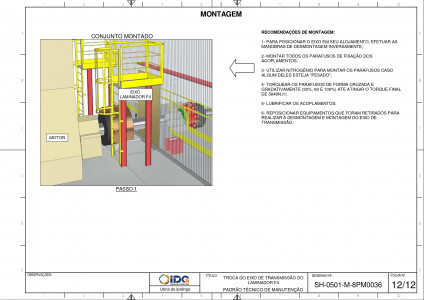 MONTAGEM
CONJUNTO MONTADO
EIXO
LAMINADOR F4
MOTOR
PASSO 1
RECOMENDAÇÕES DE MONTAGEM:
1- PARA POSICIONAR O EIXO EM SEU ALOJAMENTO, EFETUAR AS
MANOBRAS DE DESMONTAGEM INVERSAMENTE;
2- MONTAR TODOS OS PARAFUSOS DE FIXAÇÃO DOS
ACOPLAMENTOS;
3- UTILIZAR NITROGÊNIO PARA MONTAR OS PARAFUSOS CASO
ALGUM DELES ESTEJA "PESADO";
4- TORQUEAR OS PARAFUSOS DE FORMA CRUZADA E
GRADATIVAMENTE (30%, 60 E 100%) ATÉ ATINGIR O TORQUE FINAL
DE
5- LUBRIFICAR OS ACOPLAMENTOS;
6- REPOSICIONAR EQUIPAMENTOS QUE FORAM RETIRADOS PARA
REALIZAR A DESMONTAGEM E MONTAGEM DO EIXO DE
TRANSMISSÃO.
OBSERVAÇÕES:
Usina de Ipatinga
TÍTULO
TROCA DO EIXO DE TRANSMISSÃO DO
LAMINADOR F4
PADRÃO TÉCNICO DE MANUTENÇÃO
SH-0501-M-8PM0036
12/12